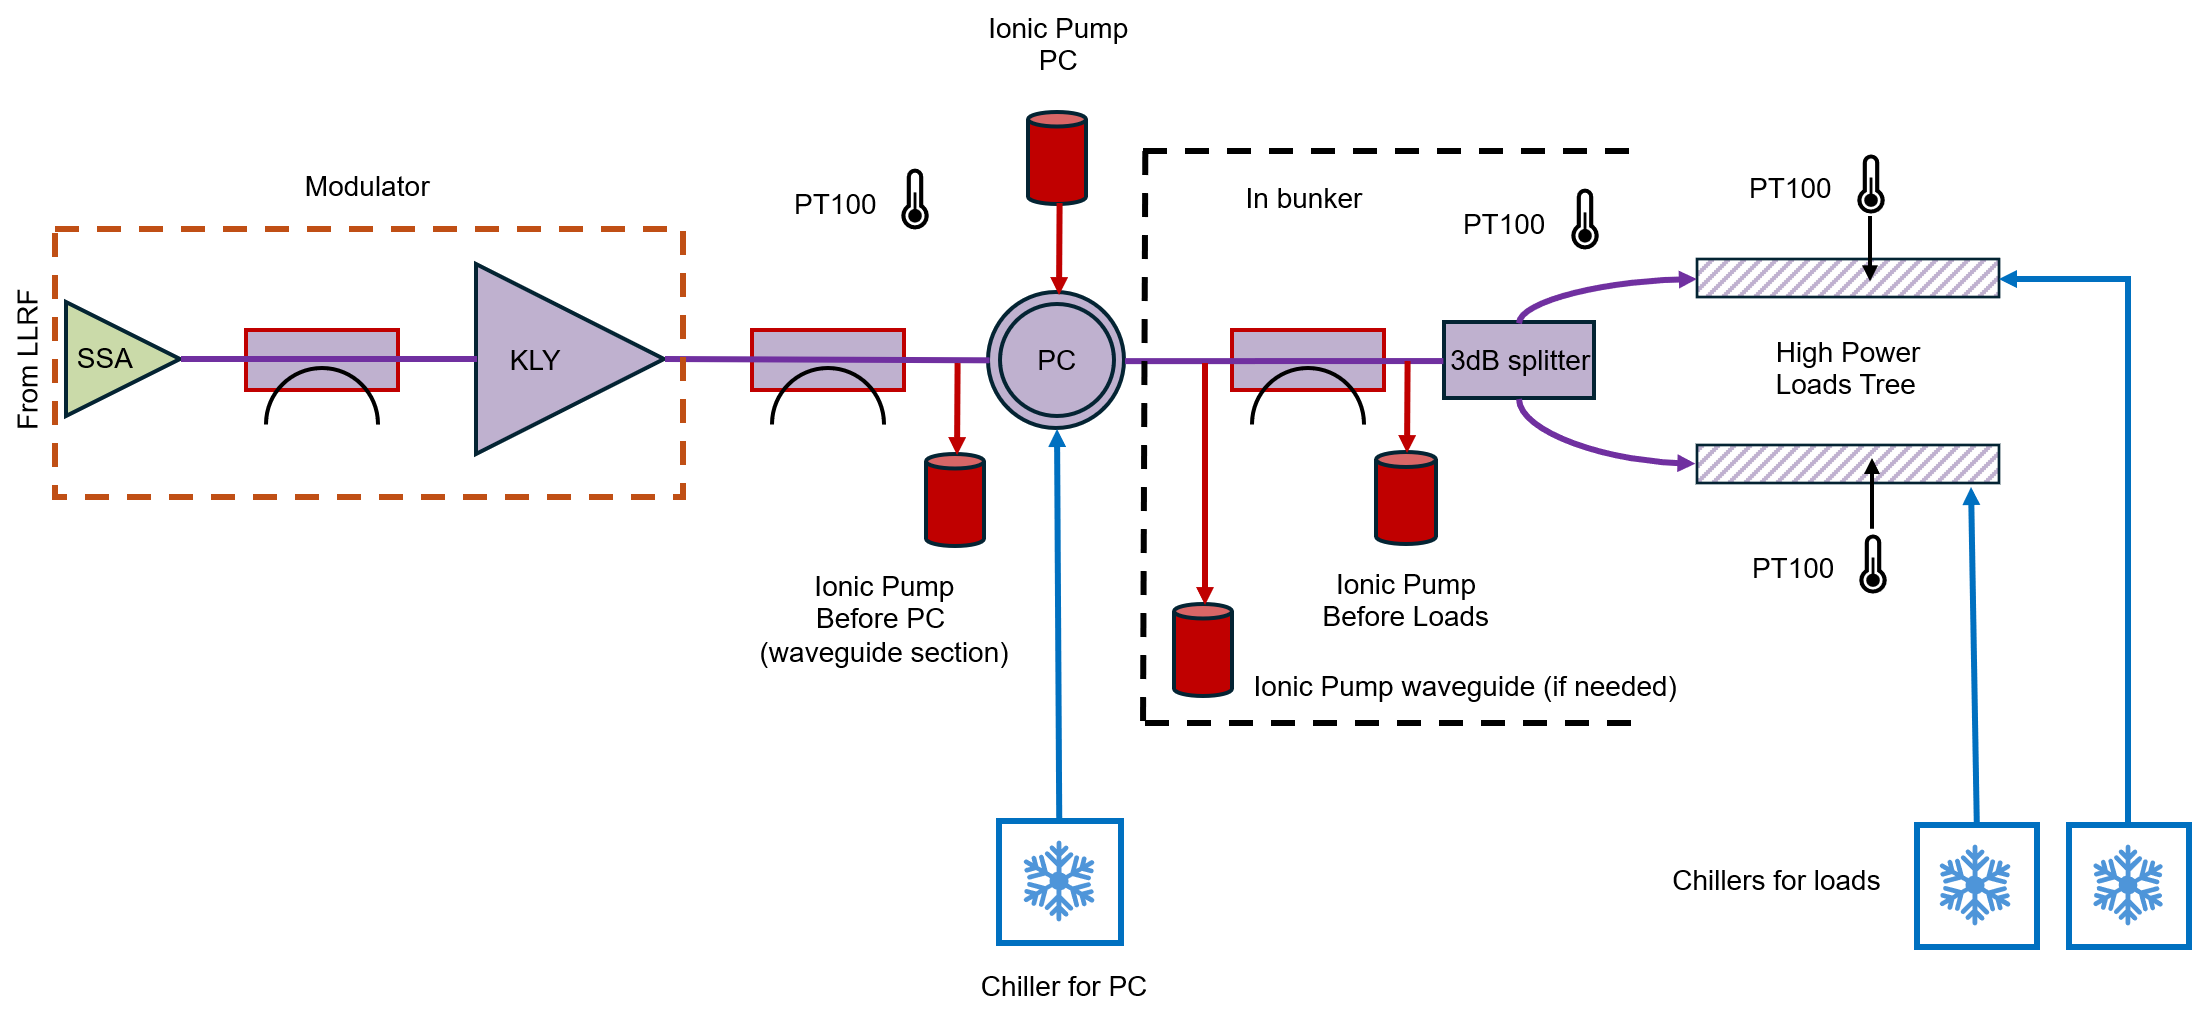 Ionic Pump
PC
Modulator
PT100
In bunker
PT100
PT100
From LLRF
SSA
KLY
PC
3dB splitter
High Power
Loads Tree
PT100
Ionic Pump
Before PC
(waveguide section)
Ionic Pump
Before Loads
Ionic Pump waveguide (if needed)
Chillers for loads
Chiller for PC